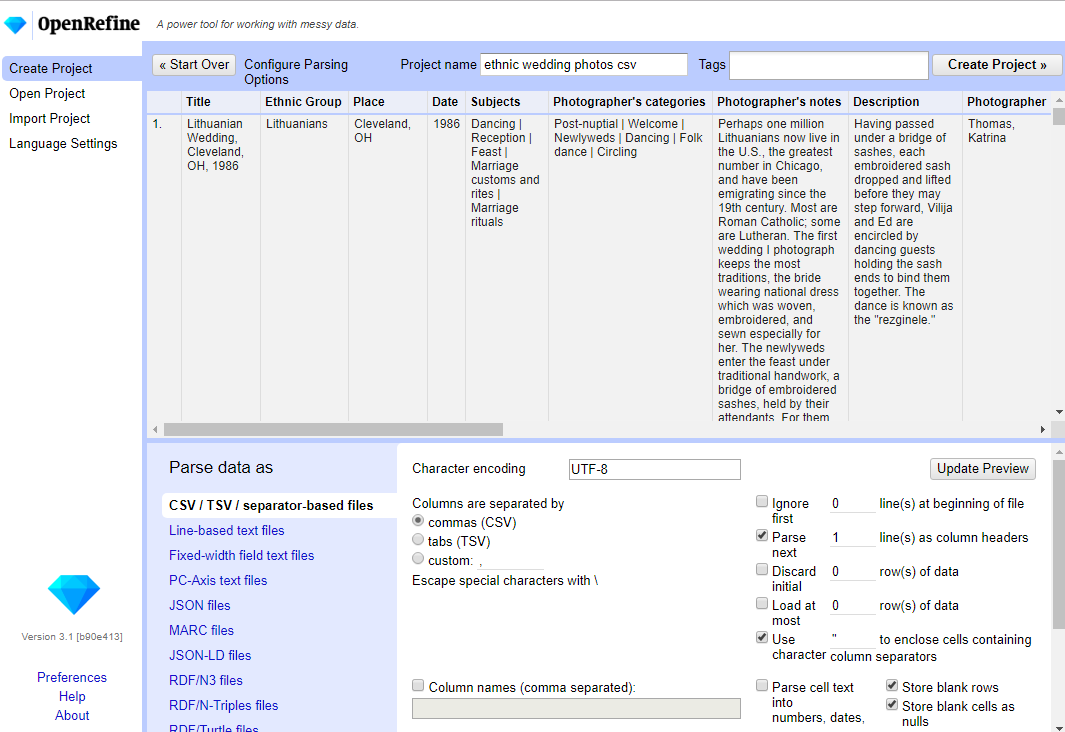 OpenRefine A power tool for working with messy data.
Create Project
Open Project
Import Project
Language Settings
« Start Over
Configure Parsing
Options
Project name ethnic wedding photos csv
Tags
Create Project »
Title Ethnic Group Place Date Subjects Photographer's categories Photographer's notes Description Photographer
1.
Lithuanian
Wedding,
Cleveland,
OH, 1986
Lithuanians
Cleveland,
OH
1986
Dancing |
Reception |
Feast |
Marriage
customs and
rites |
Marriage
rituals
Post-nuptial | Welcome |
Newlyweds | Dancing | Folk
dance | Circling
Perhaps one million
Lithuanians now live in
the U.S., the greatest
number in Chicago,
and have been
emigrating since the
19th century. Most are
Roman Catholic; some
are Lutheran. The first
wedding I photograph
keeps the most
traditions, the bride
wearing national dress
which was woven,
embroidered, and
sewn especially for
her. The newlyweds
enter the feast under
traditional handwork, a
bridge of embroidered
sashes, held by their
attendants. For them
Having passed
under a bridge of
sashes, each
embroidered sash
dropped and lifted
before they may
step forward, Vilija
and Ed are
encircled by
dancing guests
holding the sash
ends to bind them
together. The
dance is known as
the "rezginele."
Thomas,
Katrina
Parse data as
CSV / TSV / separator-based files
Line-based text files
Fixed-width field text files
PC-Axis text files
JSON files
MARC files
JSON-LD files
RDF/N3 files
RDF/N-Triples files
RDF/Turtle files
Character encoding UTF-8
Update Preview
Columns are separated by
commas (CSV)
tabs (TSV)
custom: ,
Escape special characters with \
Column names (comma separated):
Ignore
first
0 line(s) at beginning of file
Parse
next
1 line(s) as column headers
Discard
initial
0 row(s) of data
Load at
most
0 row(s) of data
Use
character
" to enclose cells containing
column separators
Parse cell text
into
numbers, dates,
Store blank rows
Store blank cells as
nulls
Version 3.1 [b90e413]
Preferences
Help
About